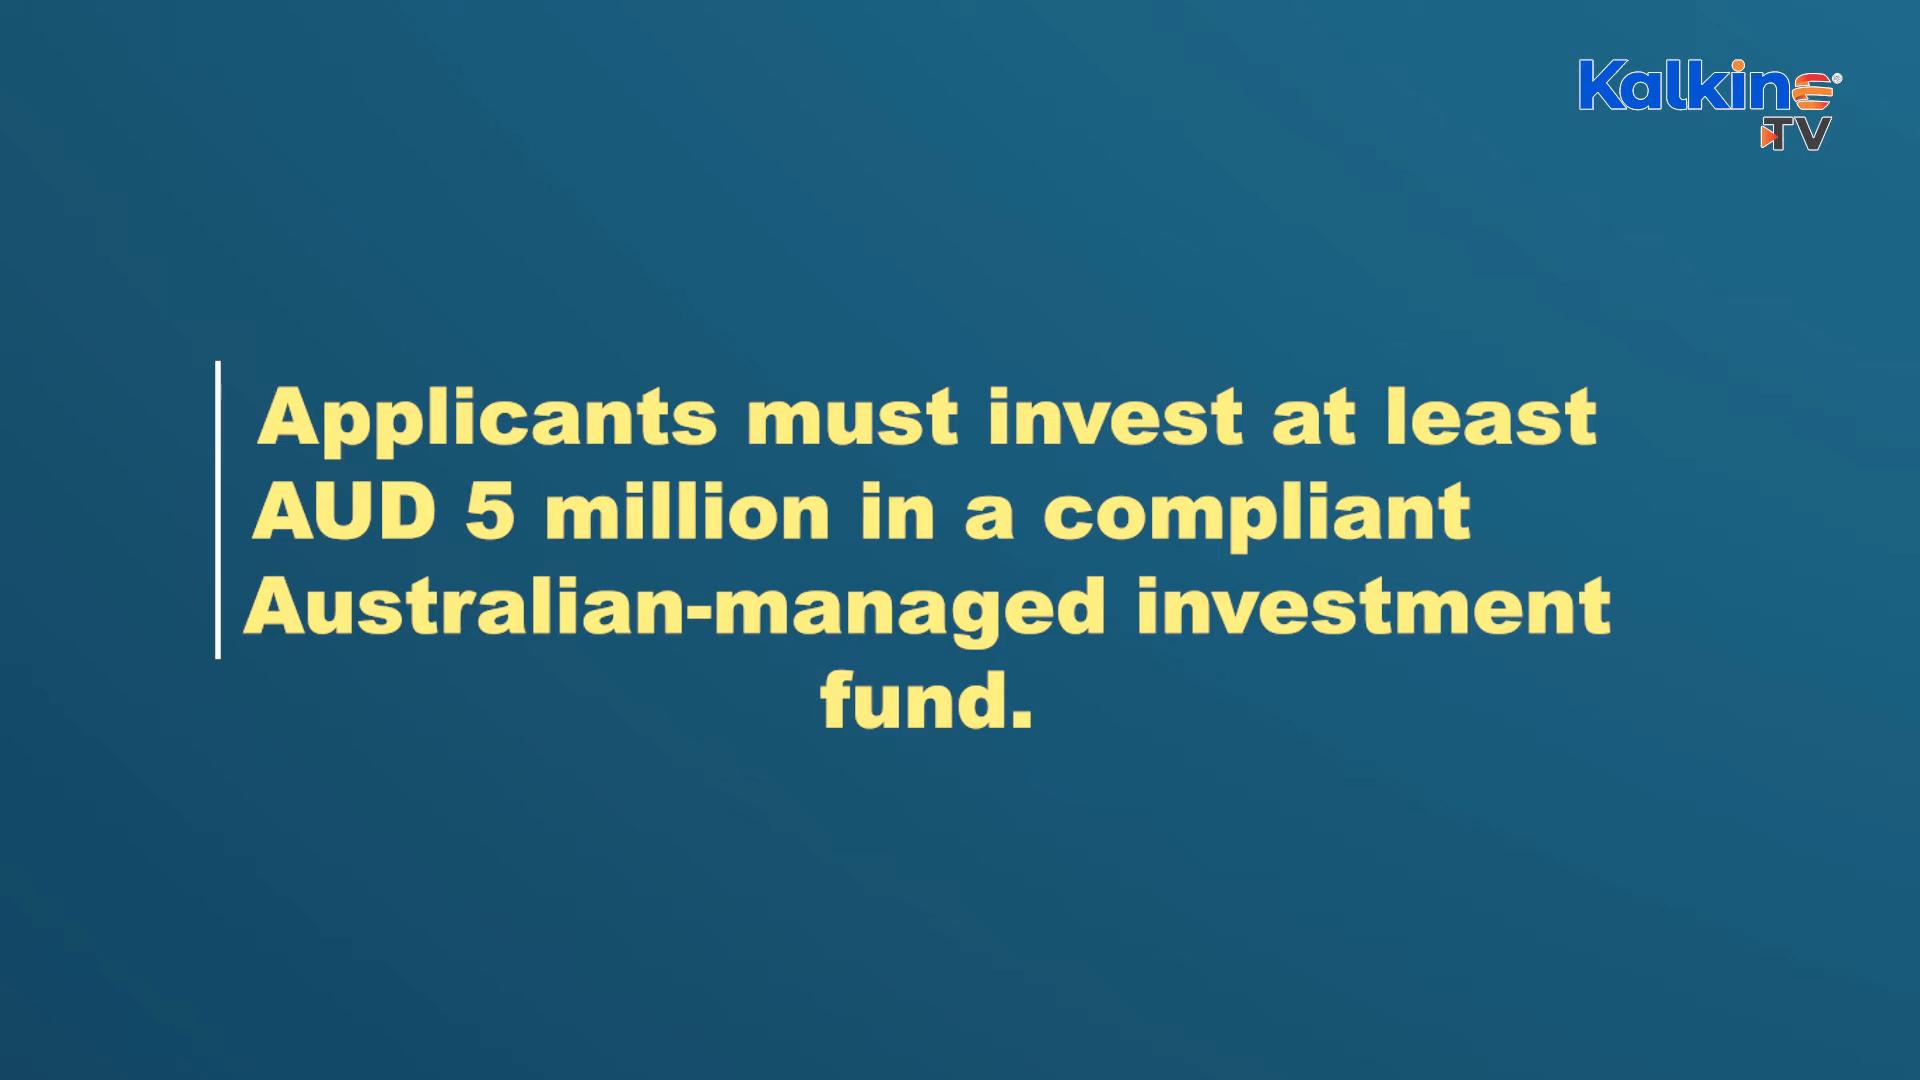 Kalkine
TV
Applicants must invest at least
AUD 5 million in a compliant
Australian-managed investment
fund.